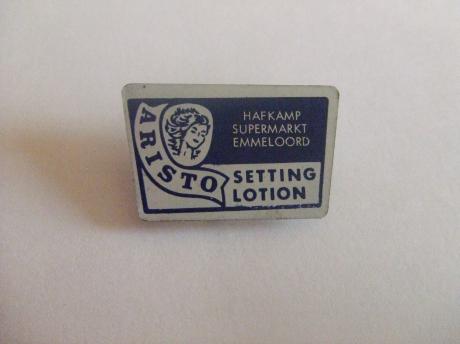 ARISTO
HAFKAMP
SUPERMARKT
EMMELOORD
SETTING
LOTION